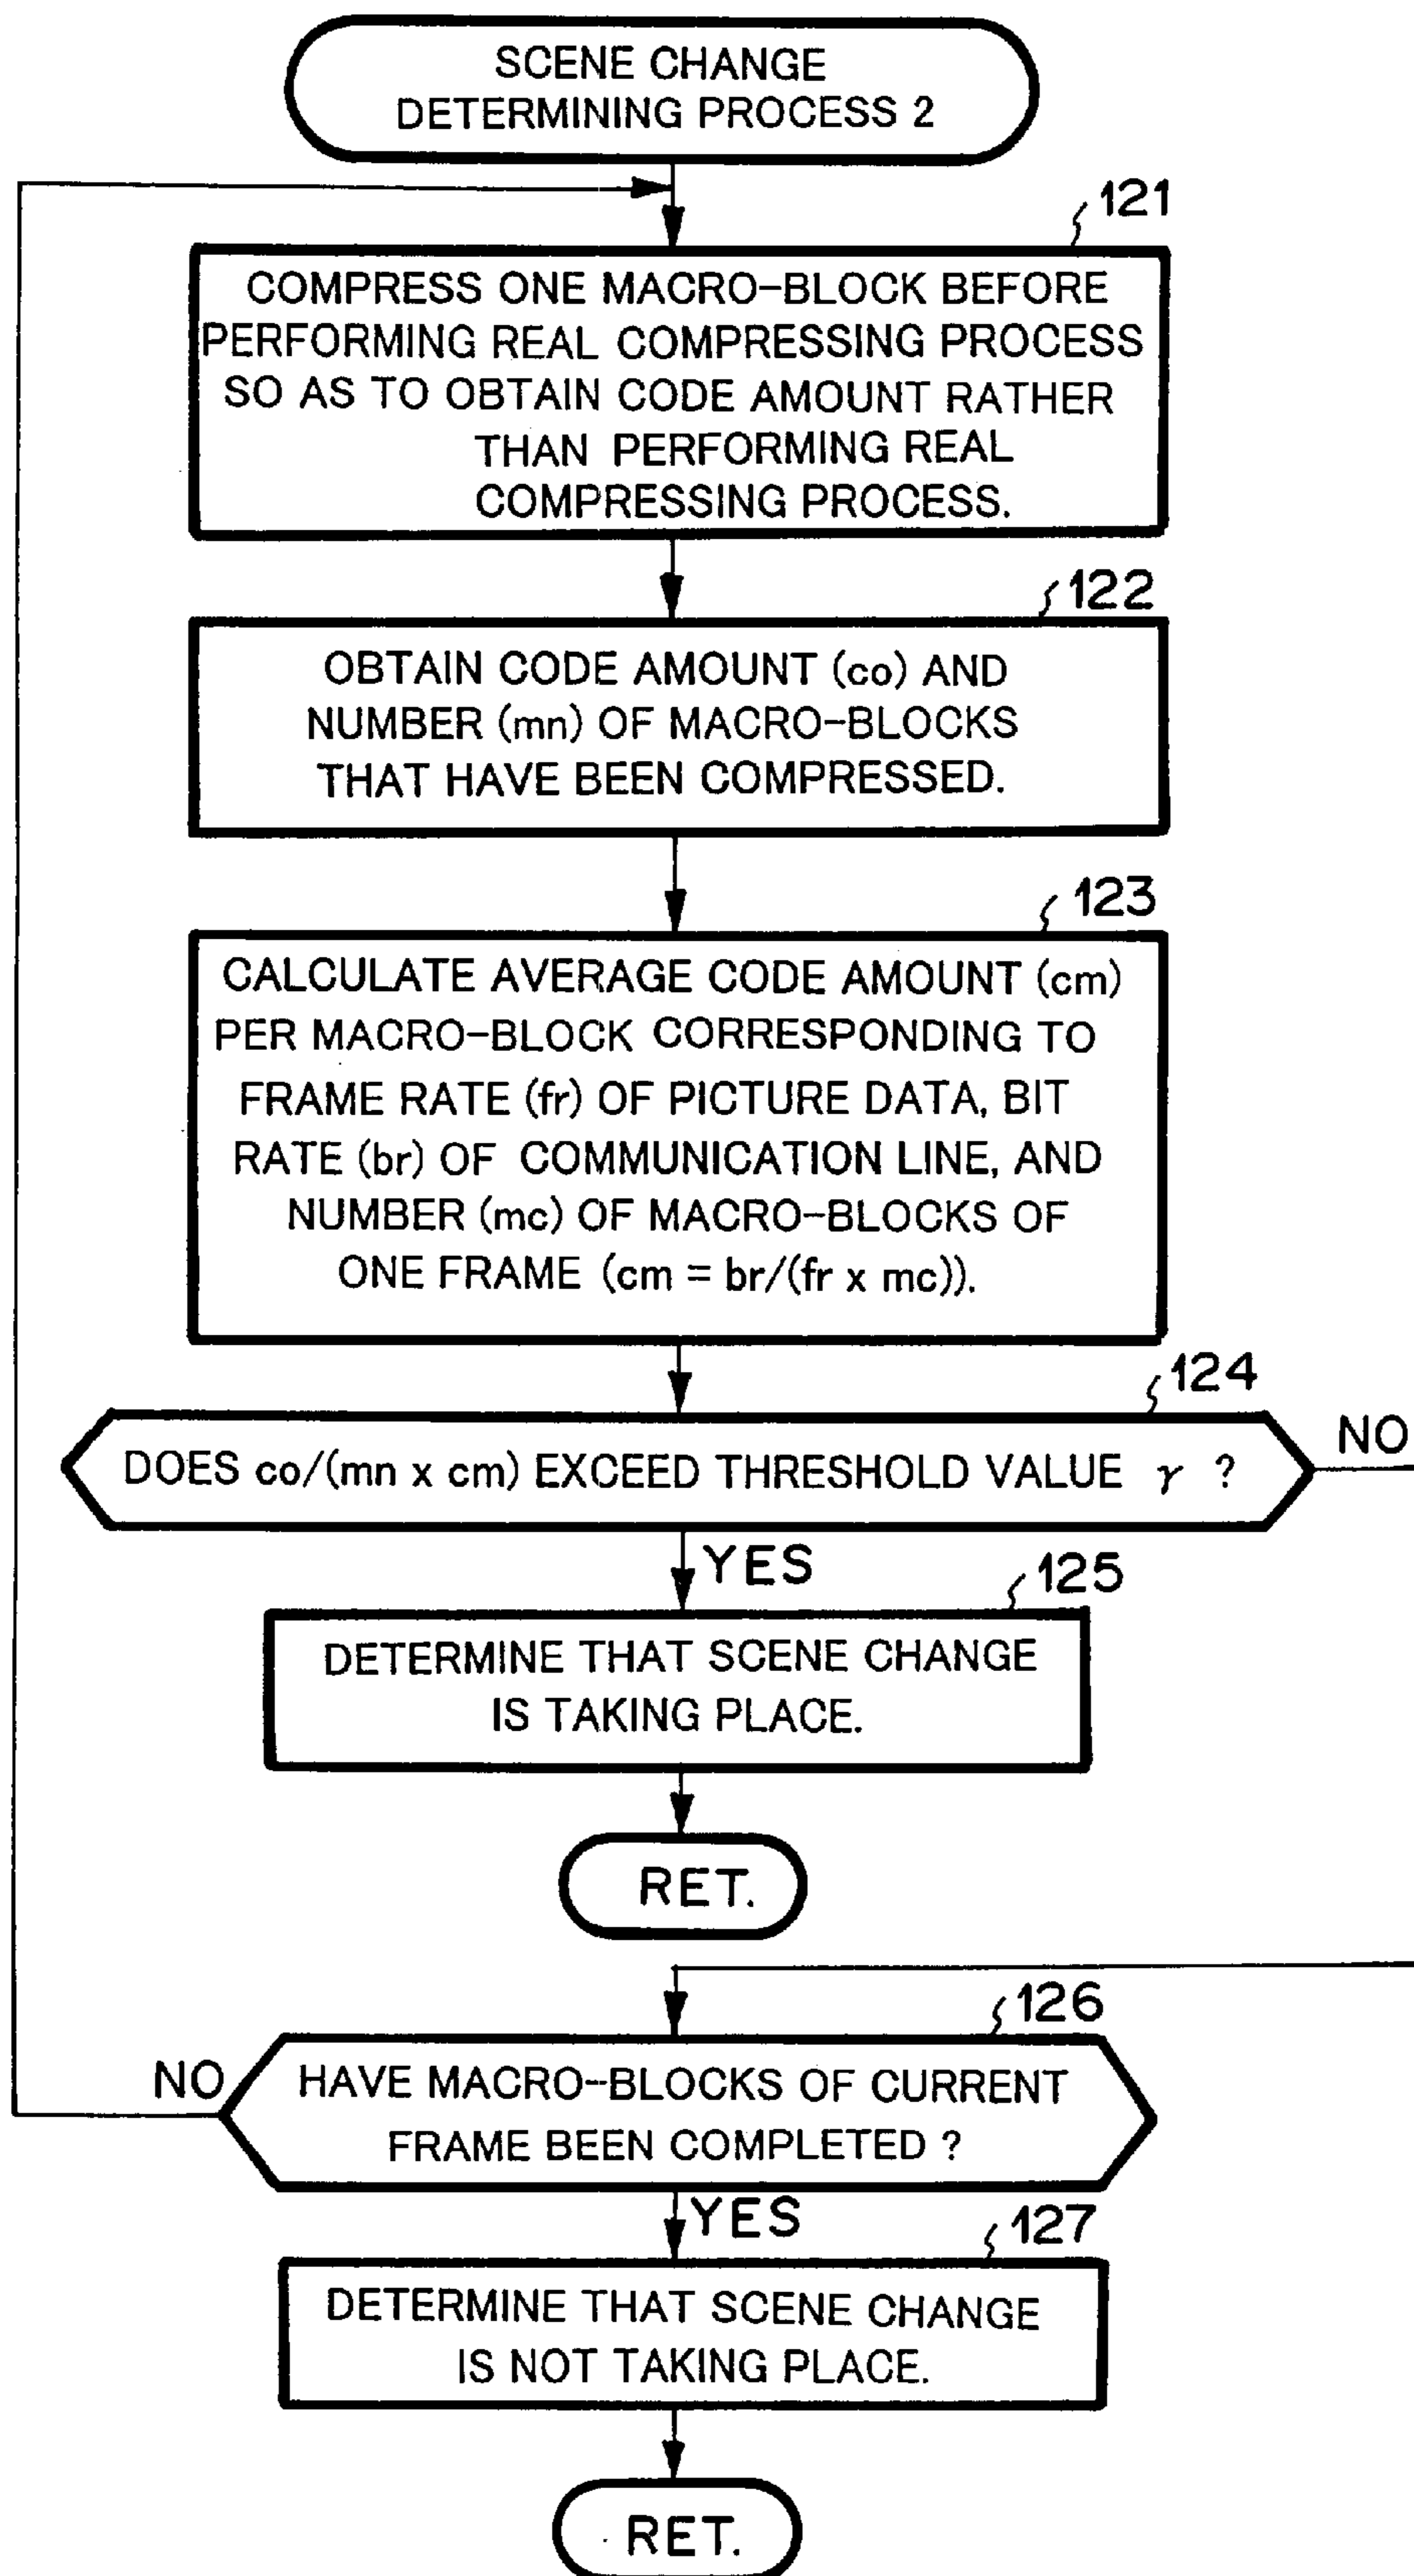 SCENE CHANGE
DETERMINING PROCESS 2
121
COMPRESS ONE MACRO-BLOCK BEFORE
PERFORMING REAL COMPRESSING PROCESS
SO AS TO OBTAIN CODE AMOUNT RATHER
THAN PERFORMING REAL
COMPRESSING PROCESS.
122
OBTAIN CODE AMOUNT (co) AND
NUMBER (mn) OF MACRO-BLOCKS
THAT HAVE BEEN COMPRESSED.
123
CALCULATE AVERAGE CODE AMOUNT (cm)
PER MACRO-BLOCK CORRESPONDING TO
FRAME RATE (fr) OF PICTURE DATA, BIT
RATE (br) OF COMMUNICATION LINE, AND
NUMBER (mc) OF MACRO-BLOCKS OF
ONE FRAME (cm = br/(fr x mc)).
124
DOES co/(mn x cm) EXCEED THRESHOLD VALUE γ ?
NO
YES
125
DETERMINE THAT SCENE CHANGE
IS TAKING PLACE.
RET.
126
NO
HAVE MACRO-BLOCKS OF CURRENT
FRAME BEEN COMPLETED ?
YES
127
DETERMINE THAT SCENE CHANGE
IS NOT TAKING PLACE.
RET.